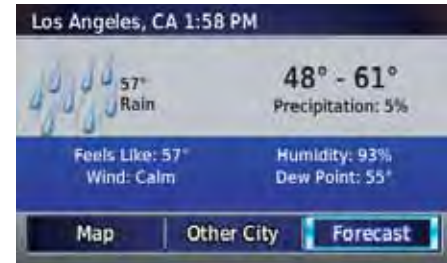 Los Angeles, CA 1:58 PM
57°
Rain
48° - 61°
Precipitation: 5%
Feels Like: 57°
Humidity: 93%
Wind: Calm
Dew Point: 55°
Map
Other City
Forecast